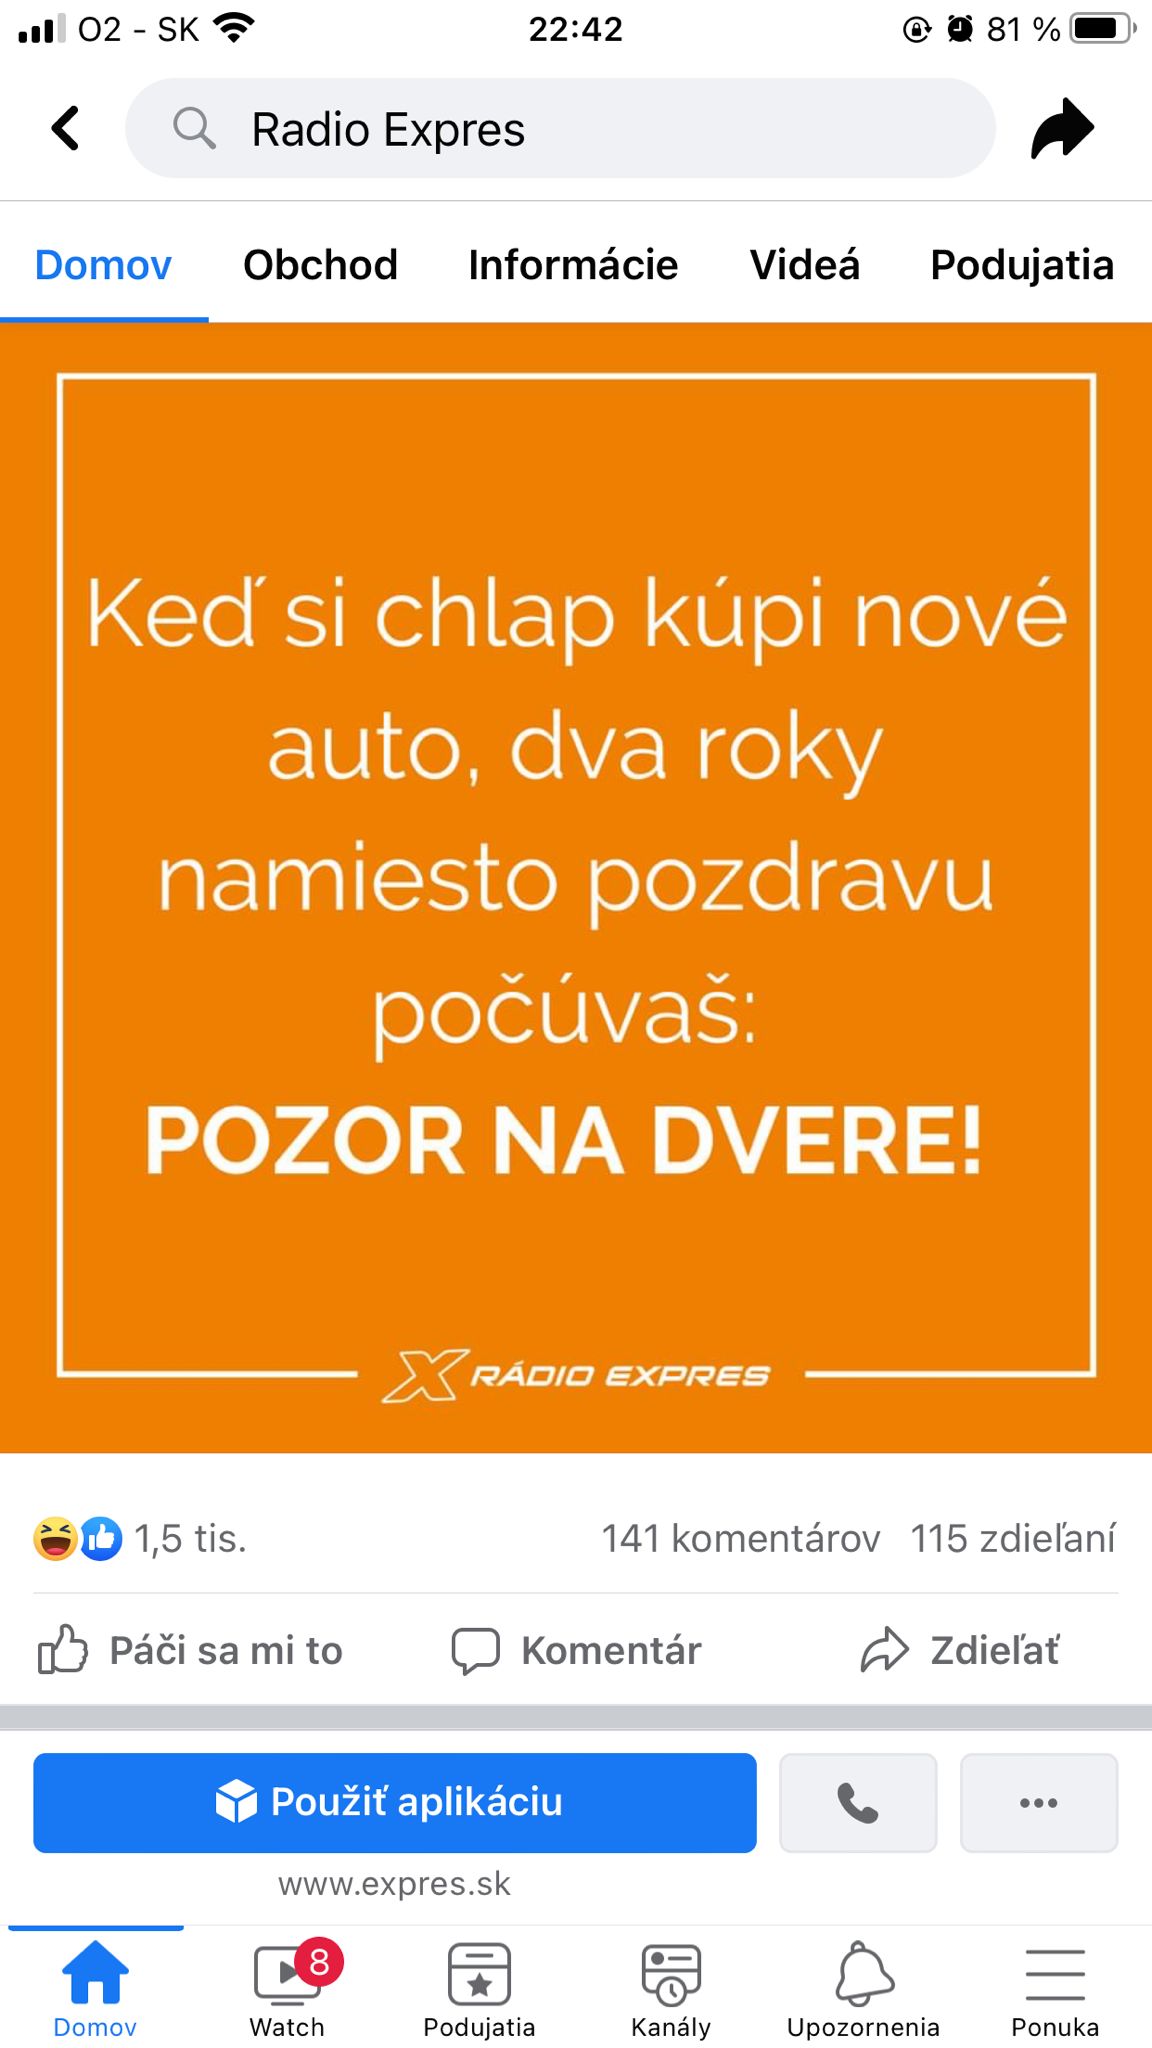 O2 - SK 22:42 81 %
Radio Expres
Domov Obchod Informácie Videá Podujatia
Keď si chlap kúpi nové
auto, dva roky
namiesto pozdravu
počúvaš:
POZOR NA DVERE!
X RÁDIO EXPRES
1,5 tis. 141 komentárov 115 zdieľaní
Páči sa mi to Komentár Zdieľať
Použiť aplikáciu
www.expres.sk
8
Domov Watch Podujatia Kanály Upozornenia Ponuka